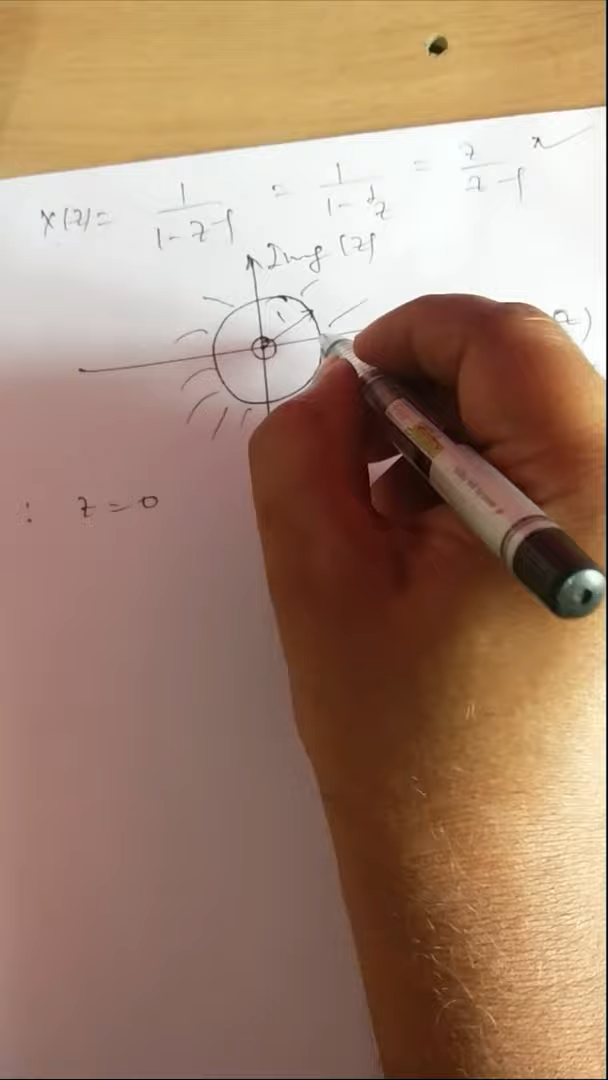 X(z) = 1/(1 - z^-1) = 1/(1 - 1/z) = z/(z - 1)
Img (z)
1
: z = 0